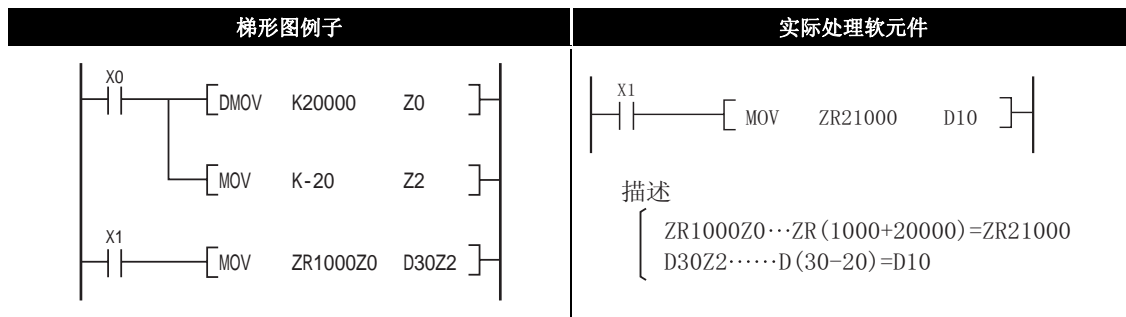 梯形图例子
实际处理软元件
X0
DMOV K20000 Z0
MOV K-20 Z2
X1
MOV ZR1000Z0 D30Z2
X1
MOV ZR21000 D10
描述
ZR1000Z0···ZR(1000+20000)=ZR21000
D30Z2······D(30-20)=D10